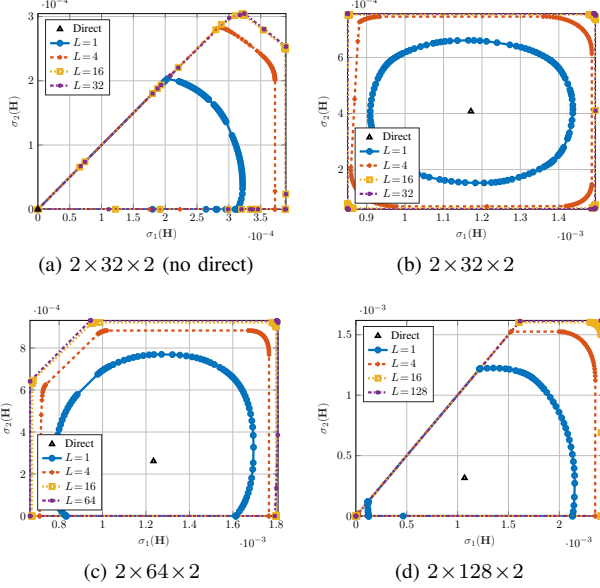 ·10⁻⁴
3
2
1
0
σ₂(H)
Direct
L=1
L=4
L=16
L=32
0
0.5
1
1.5
2
2.5
3
3.5
σ₁(H)
·10⁻⁴
(a) 2×32×2 (no direct)
·10⁻⁴
6
4
2
σ₂(H)
Direct
L=1
L=4
L=16
L=32
0.9
1
1.1
1.2
1.3
1.4
σ₁(H)
·10⁻³
(b) 2×32×2
·10⁻⁴
8
6
4
2
0
σ₂(H)
Direct
L=1
L=4
L=16
L=64
0.8
1
1.2
1.4
1.6
1.8
σ₁(H)
·10⁻³
(c) 2×64×2
·10⁻³
1.5
1
0.5
0
σ₂(H)
Direct
L=1
L=4
L=16
L=128
0
0.5
1
1.5
2
σ₁(H)
·10⁻³
(d) 2×128×2